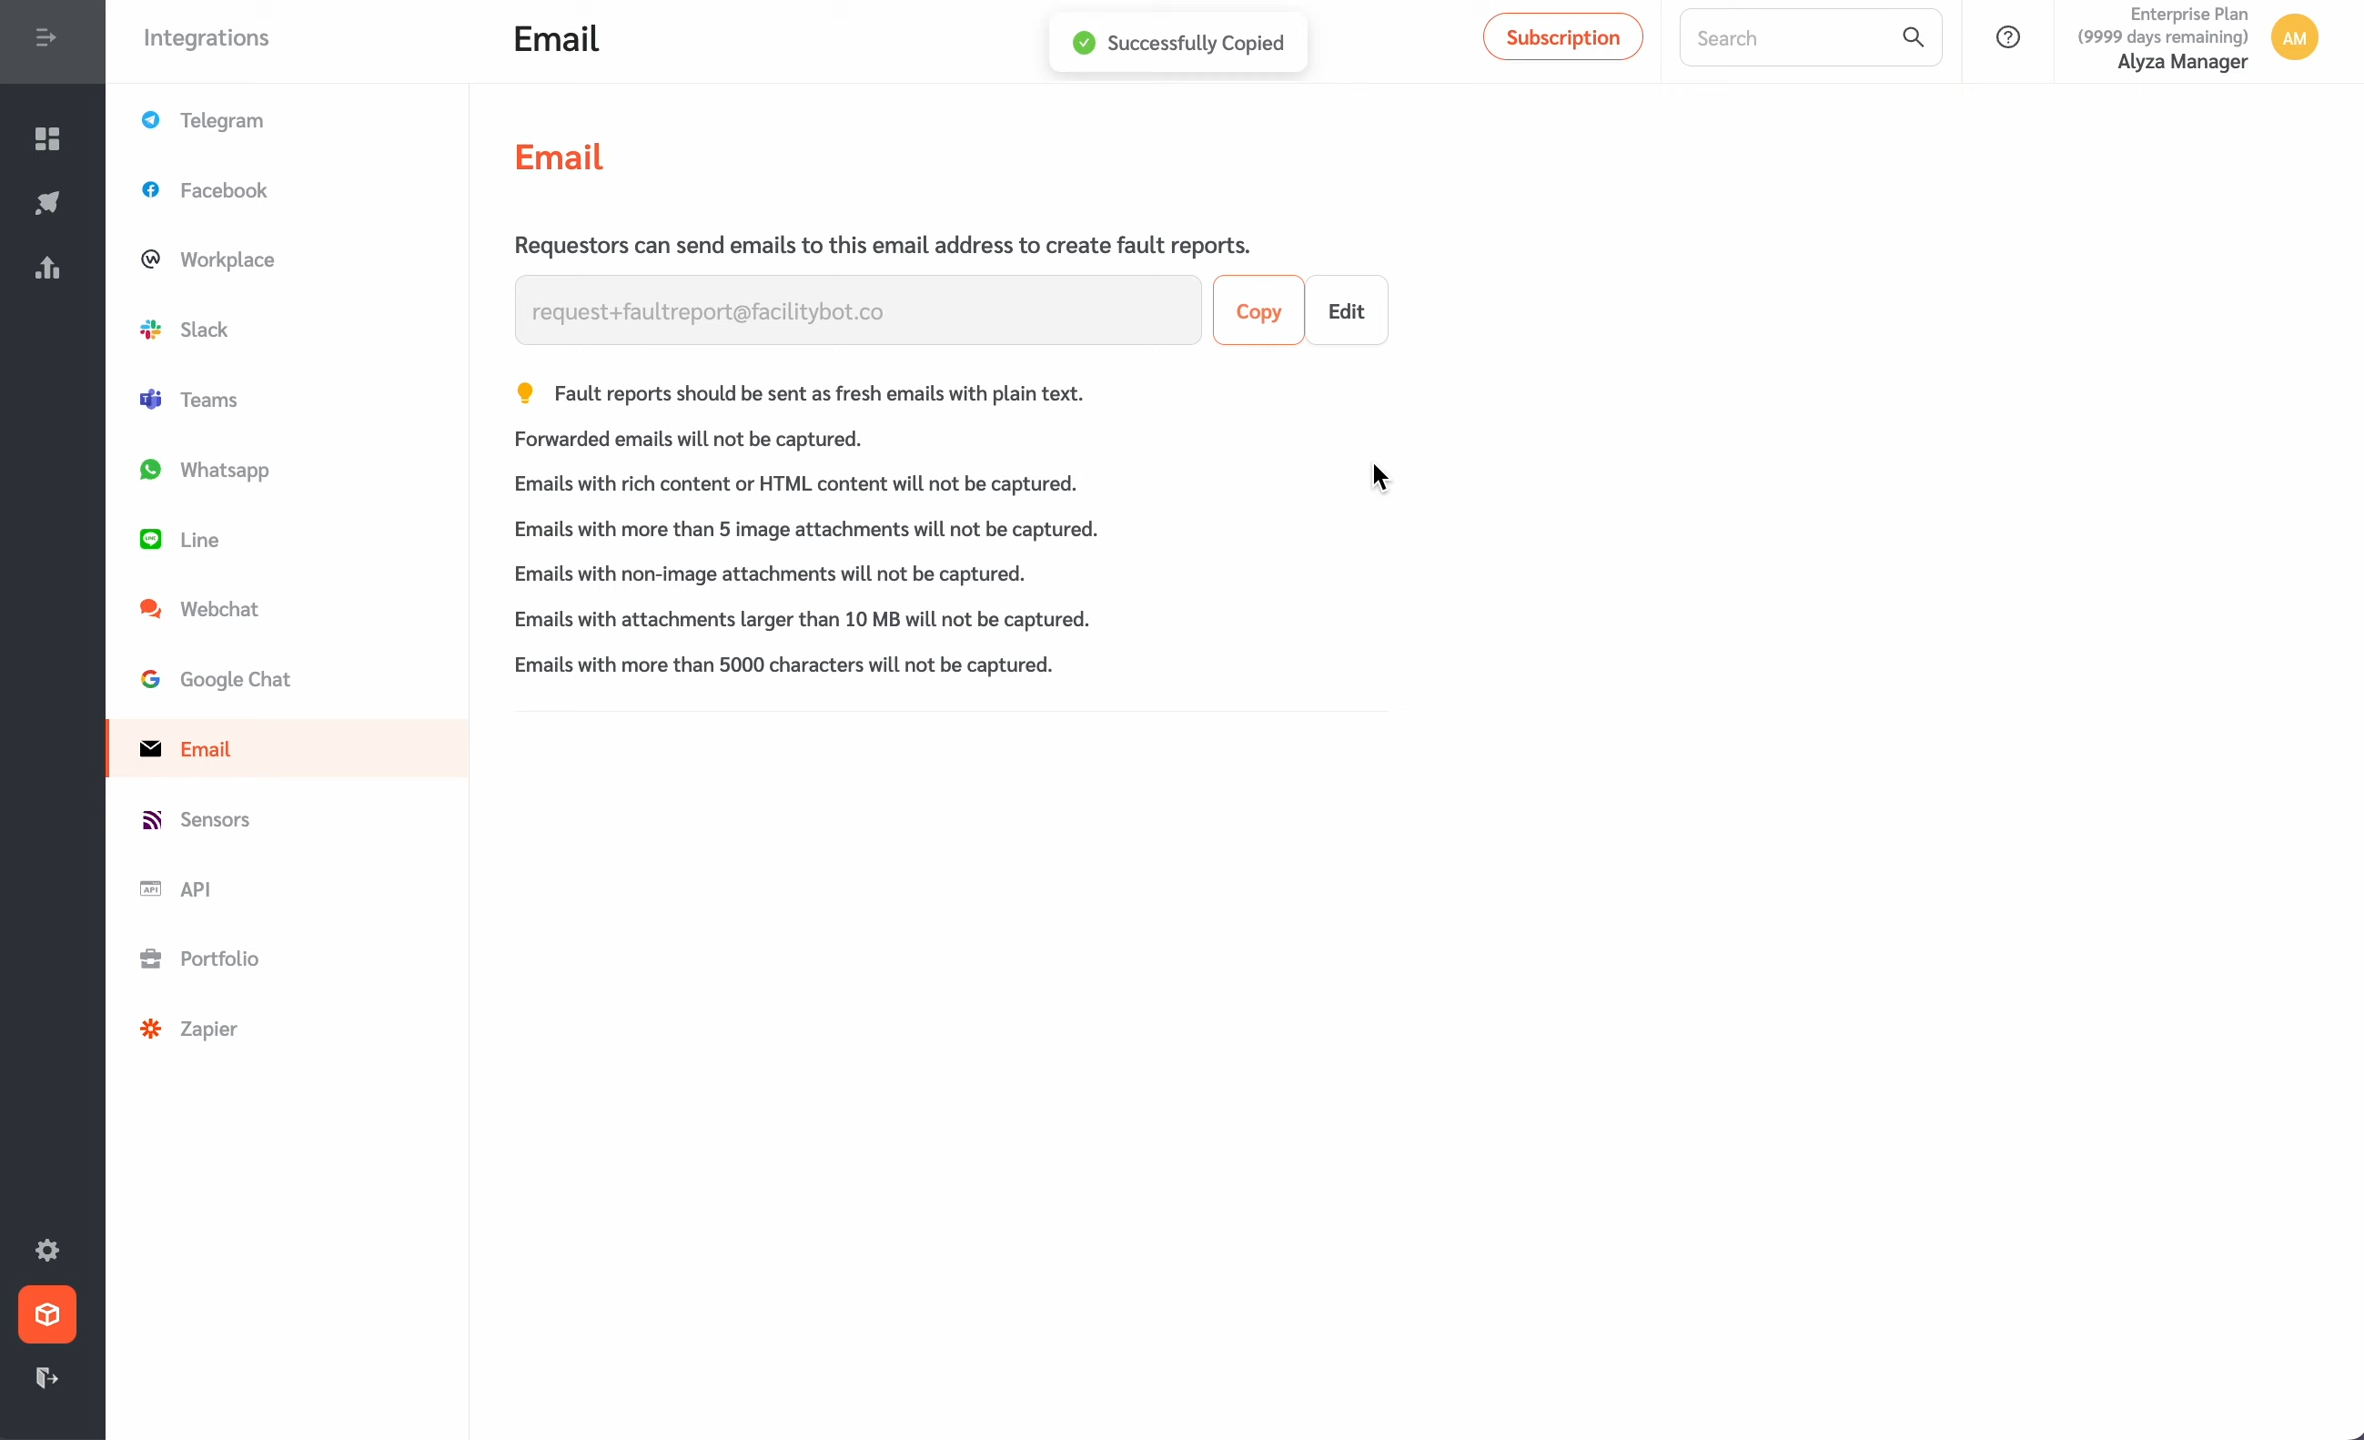 Integrations
Email
Successfully Copied
Subscription
Search
Enterprise Plan
(9999 days remaining)
Alyza Manager
AM
Telegram
Facebook
Workplace
Slack
Teams
Whatsapp
Line
Webchat
Google Chat
Email
Sensors
API
Portfolio
Zapier
Email
Requestors can send emails to this email address to create fault reports.
request+faultreport@facilitybot.co
Copy
Edit
Fault reports should be sent as fresh emails with plain text.
Forwarded emails will not be captured.
Emails with rich content or HTML content will not be captured.
Emails with more than 5 image attachments will not be captured.
Emails with non-image attachments will not be captured.
Emails with attachments larger than 10 MB will not be captured.
Emails with more than 5000 characters will not be captured.